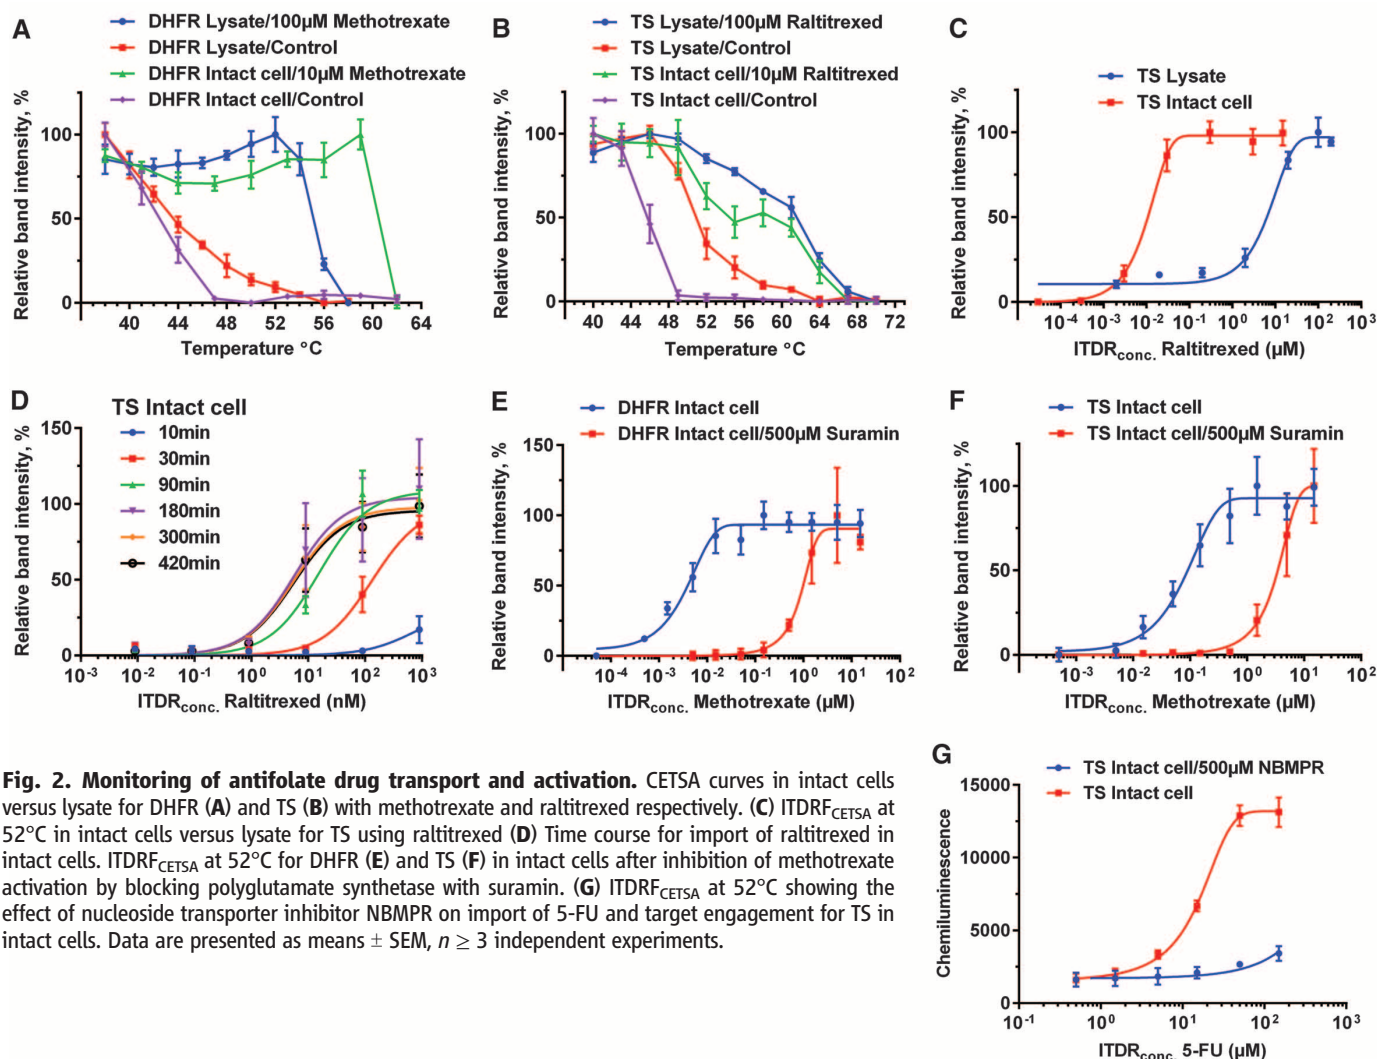 A
DHFR Lysate/100µM Methotrexate
DHFR Lysate/Control
DHFR Intact cell/10µM Methotrexate
DHFR Intact cell/Control
Relative band intensity, %
100
50
0
40 44 48 52 56 60 64
Temperature °C
B
TS Lysate/100µM Raltitrexed
TS Lysate/Control
TS Intact cell/10µM Raltitrexed
TS Intact cell/Control
Relative band intensity, %
100
50
0
40 44 48 52 56 60 64 68 72
Temperature °C
C
TS Lysate
TS Intact cell
Relative band intensity, %
100
50
0
10⁻⁴ 10⁻³ 10⁻² 10⁻¹ 10⁰ 10¹ 10² 10³
ITDRconc. Raltitrexed (µM)
D
TS Intact cell
10min
30min
90min
180min
300min
420min
Relative band intensity, %
150
100
50
0
10⁻³ 10⁻² 10⁻¹ 10⁰ 10¹ 10² 10³
ITDRconc. Raltitrexed (nM)
E
DHFR Intact cell
DHFR Intact cell/500µM Suramin
Relative band intensity, %
150
100
50
0
10⁻⁴ 10⁻³ 10⁻² 10⁻¹ 10⁰ 10¹ 10²
ITDRconc. Methotrexate (µM)
F
TS Intact cell
TS Intact cell/500µM Suramin
Relative band intensity, %
100
50
0
10⁻³ 10⁻² 10⁻¹ 10⁰ 10¹ 10²
ITDRconc. Methotrexate (µM)
Fig. 2. Monitoring of antifolate drug transport and activation. CETSA curves in intact cells
versus lysate for DHFR (A) and TS (B) with methotrexate and raltitrexed respectively. (C) ITDRFCETSA at
52°C in intact cells versus lysate for TS using raltitrexed (D) Time course for import of raltitrexed in
intact cells. ITDRFCETSA at 52°C for DHFR (E) and TS (F) in intact cells after inhibition of methotrexate
activation by blocking polyglutamate synthetase with suramin. (G) ITDRFCETSA at 52°C showing the
effect of nucleoside transporter inhibitor NBMPR on import of 5-FU and target engagement for TS in
intact cells. Data are presented as means ± SEM, n ≥ 3 independent experiments.
G
TS Intact cell/500µM NBMPR
TS Intact cell
Chemiluminescence
15000
10000
5000
0
10⁻¹ 10⁰ 10¹ 10² 10³
ITDRconc. 5-FU (µM)